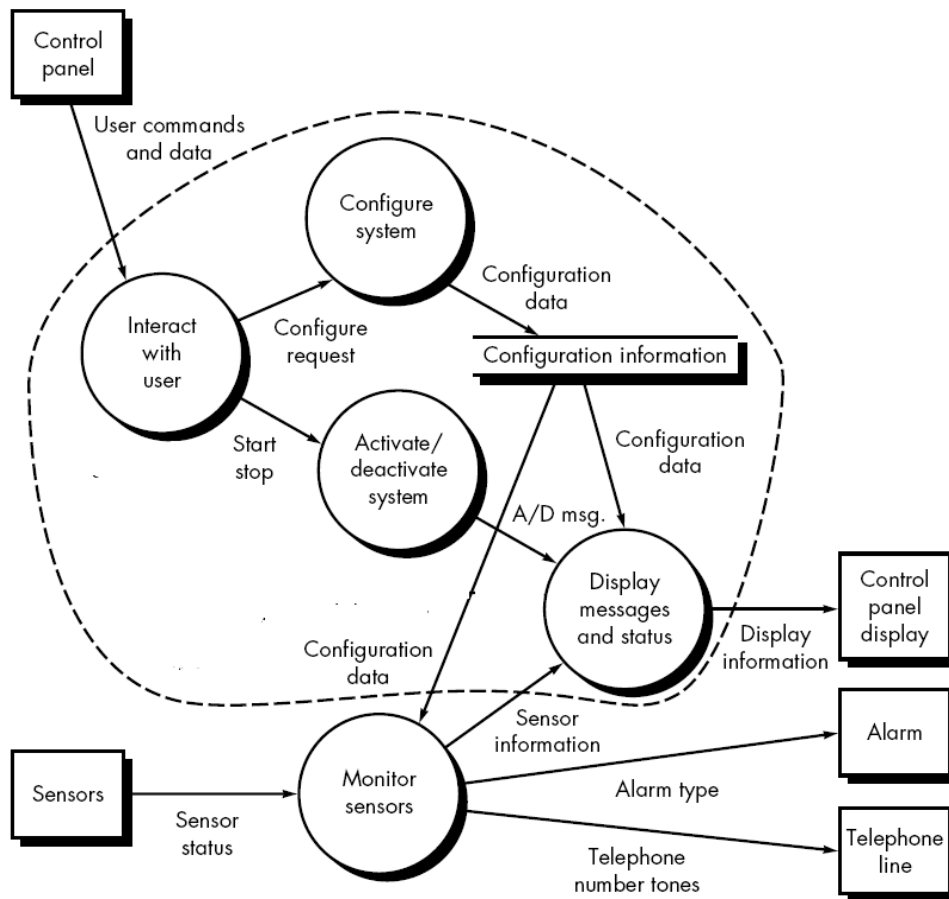 Control
panel
User commands
and data
Configure
system
Configuration
data
Interact
with
user
Configure
request
Configuration information
Start
stop
Activate/
deactivate
system
Configuration
data
A/D msg.
Display
messages
and status
Control
panel
display
Display
information
Configuration
data
Sensor
information
Alarm
Sensors
Monitor
sensors
Sensor
status
Alarm type
Telephone
line
Telephone
number tones